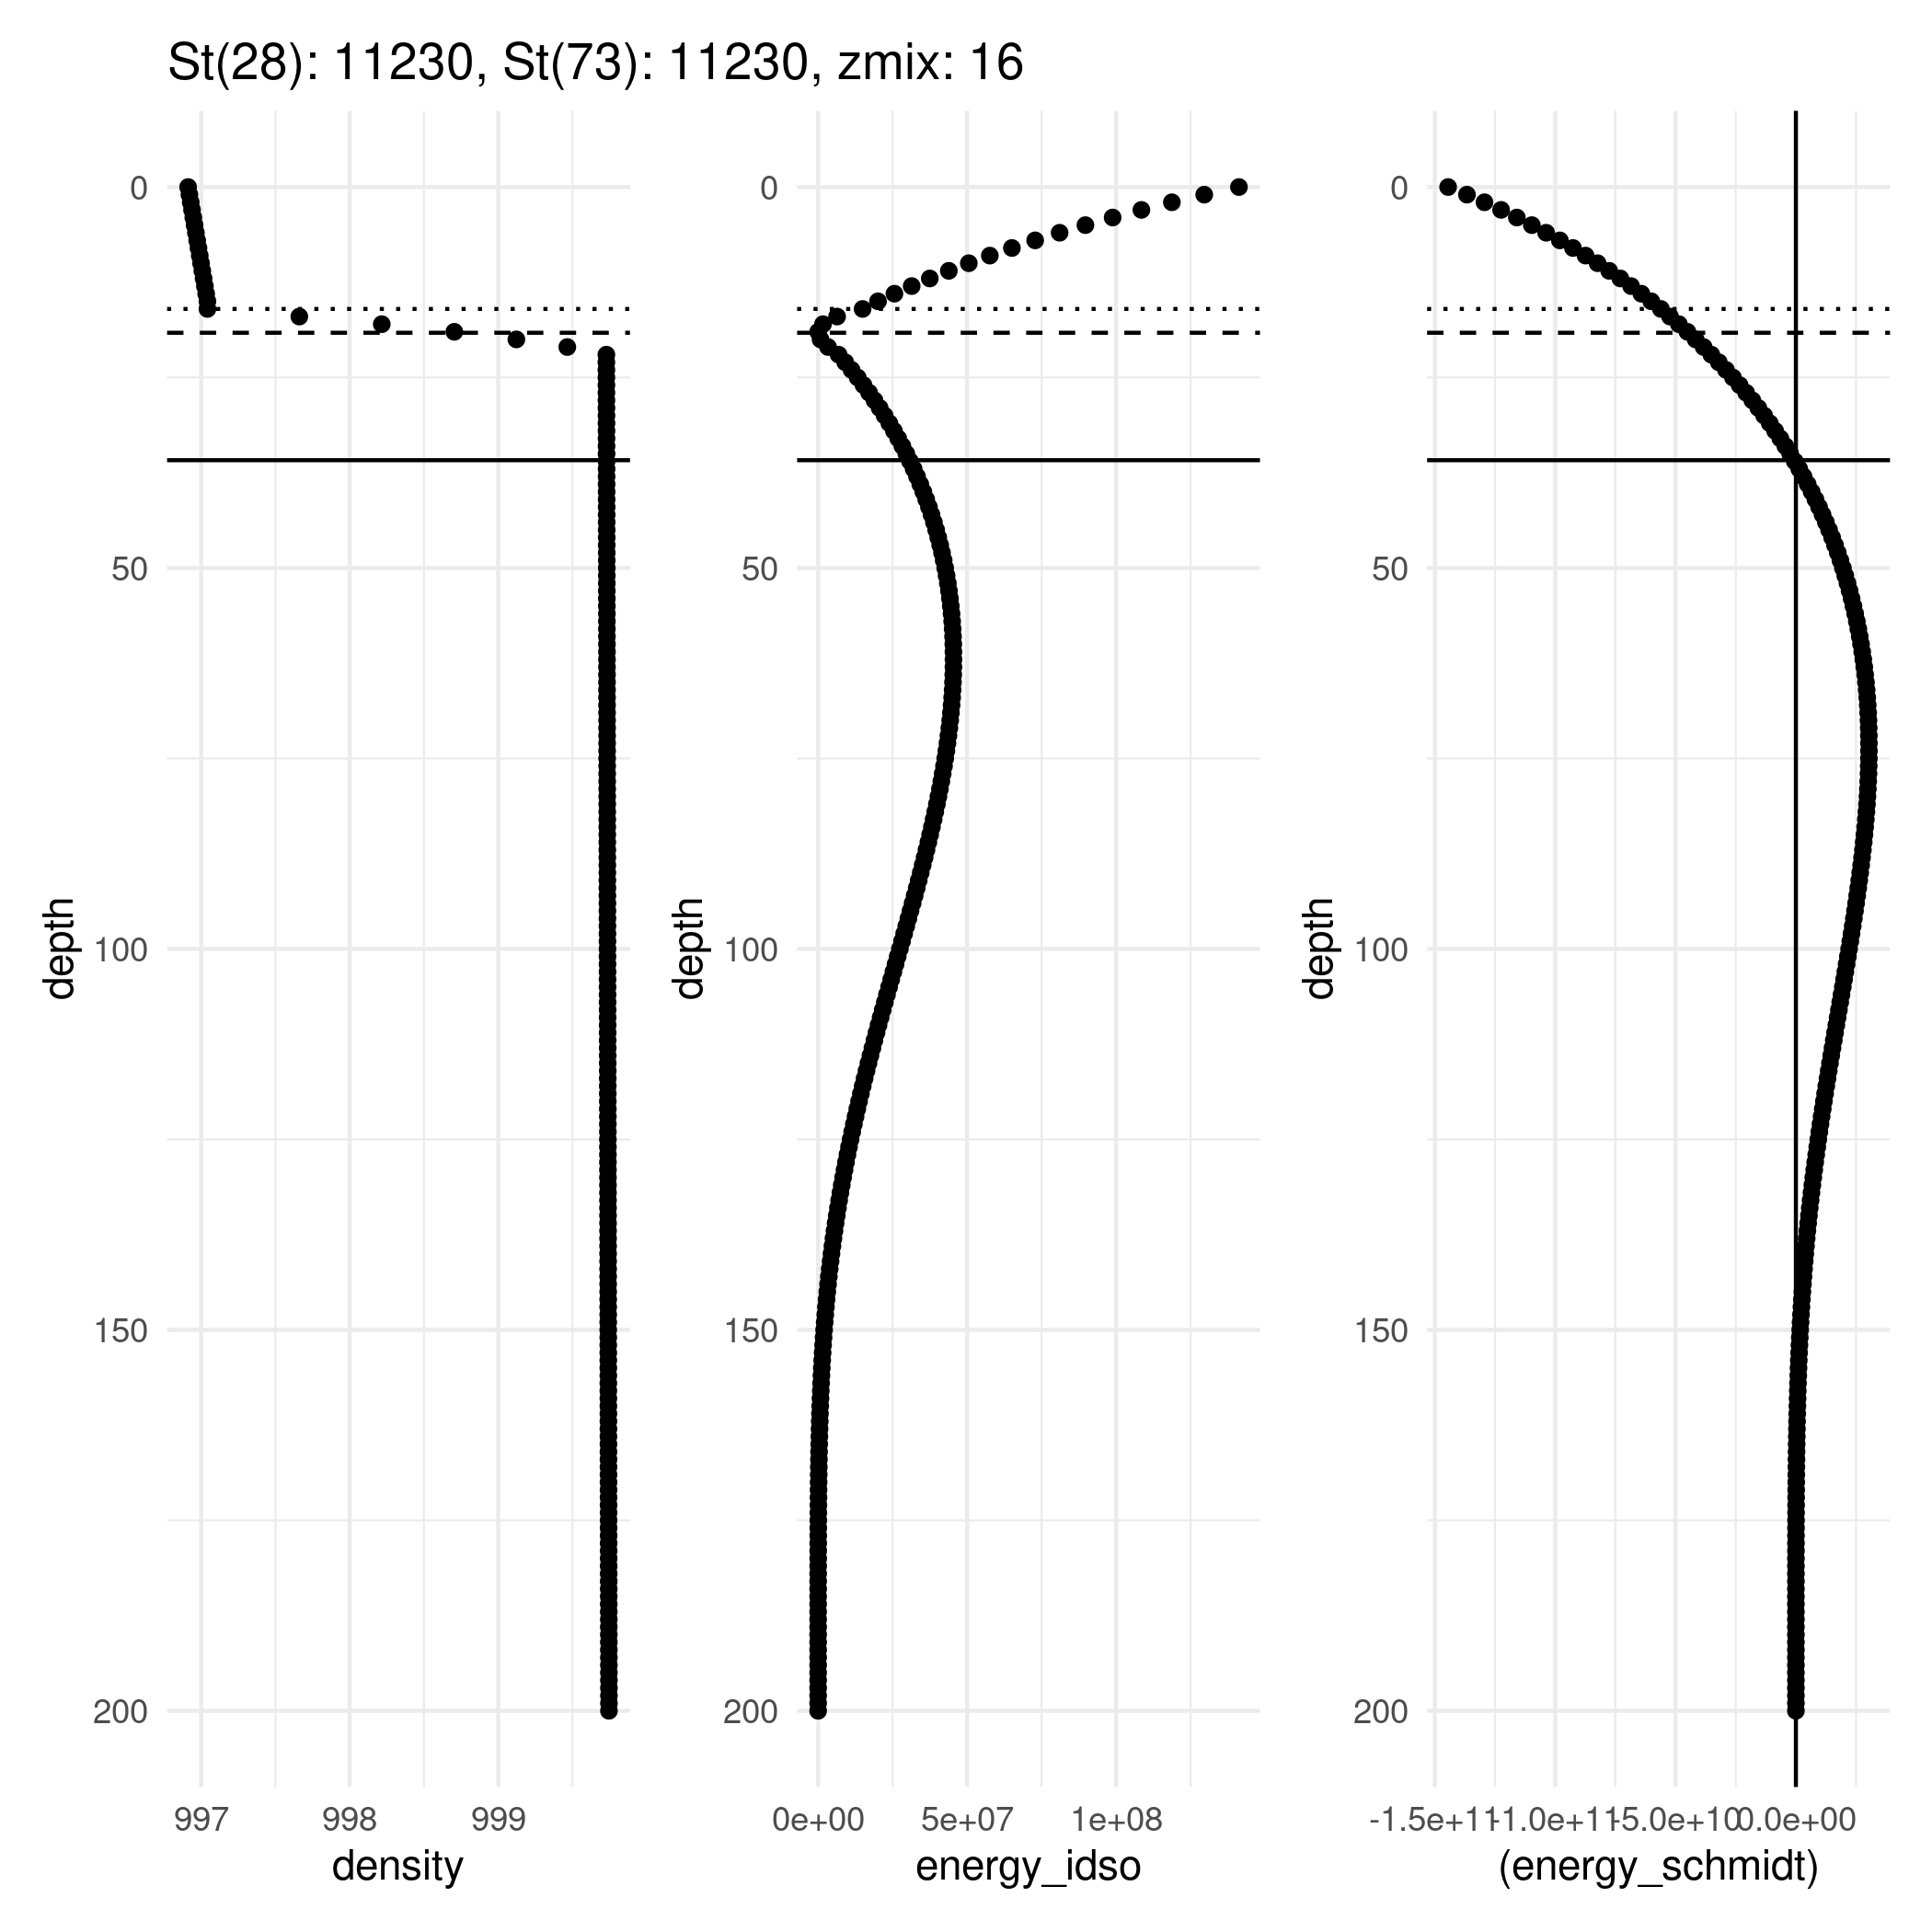 St(28): 11230, St(73): 11230, zmix: 16
0
50
100
150
200
depth
997 998 999
density
0
50
100
150
200
depth
0e+00 5e+07 1e+08
energy_idso
0
50
100
150
200
depth
-1.5e+11 -1.0e+11 -5.0e+10 0.0e+00
(energy_schmidt)